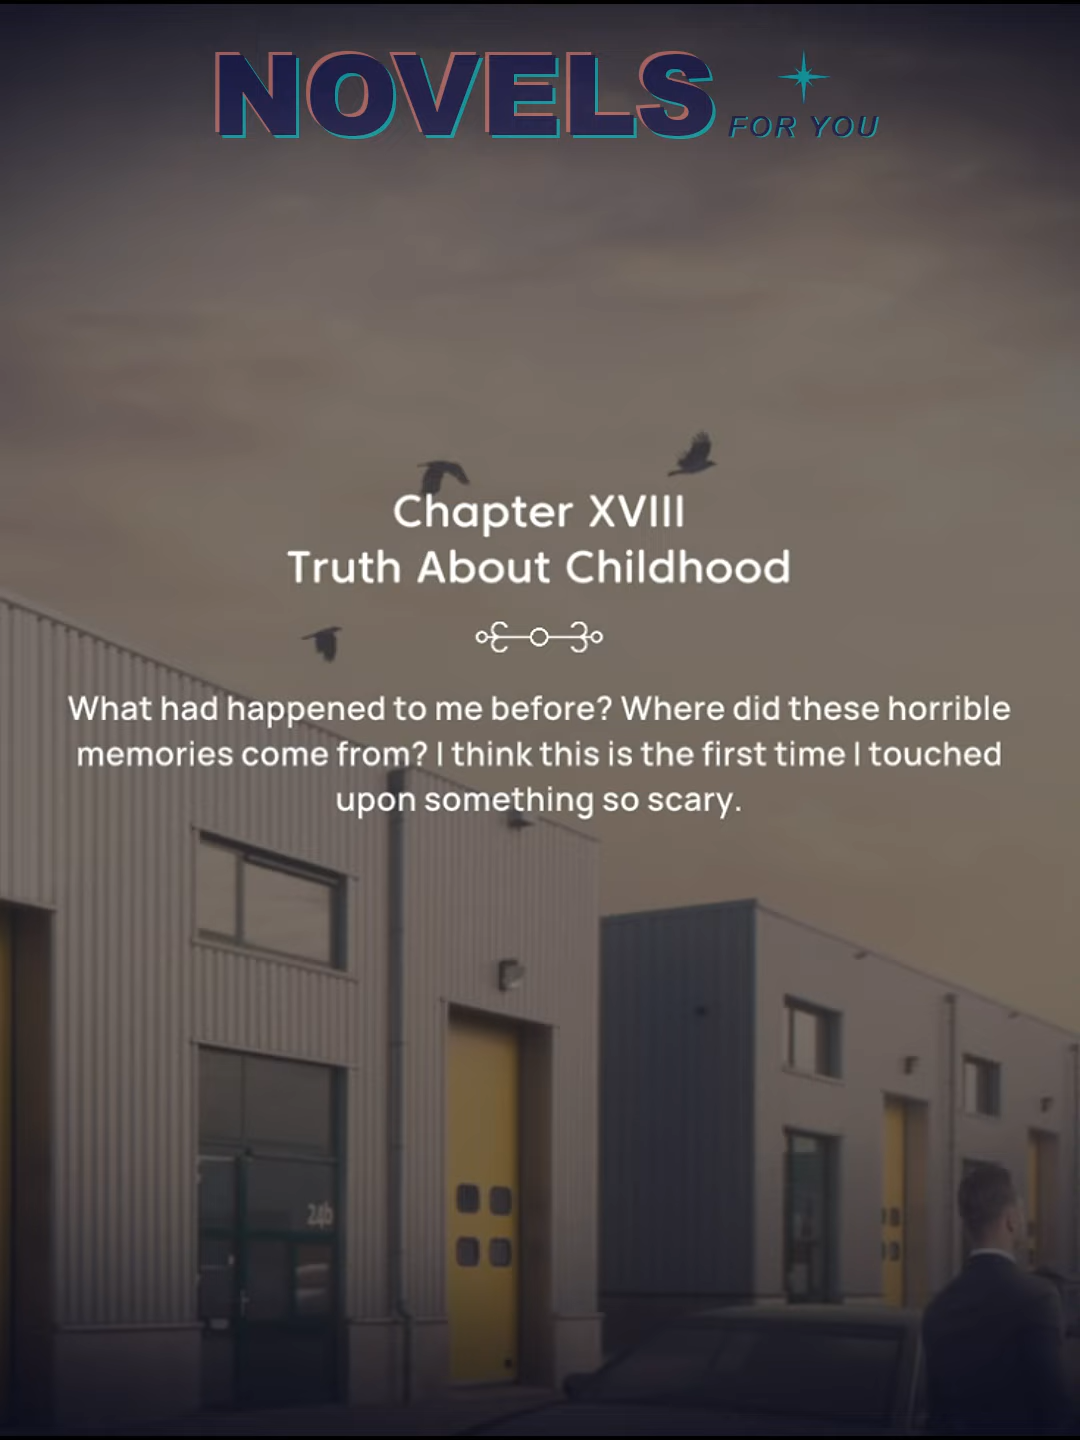 NOVELS
FOR YOU
Chapter XVIII
Truth About Childhood
What had happened to me before? Where did these horrible
memories come from? I think this is the first time I touched
upon something so scary.
24b